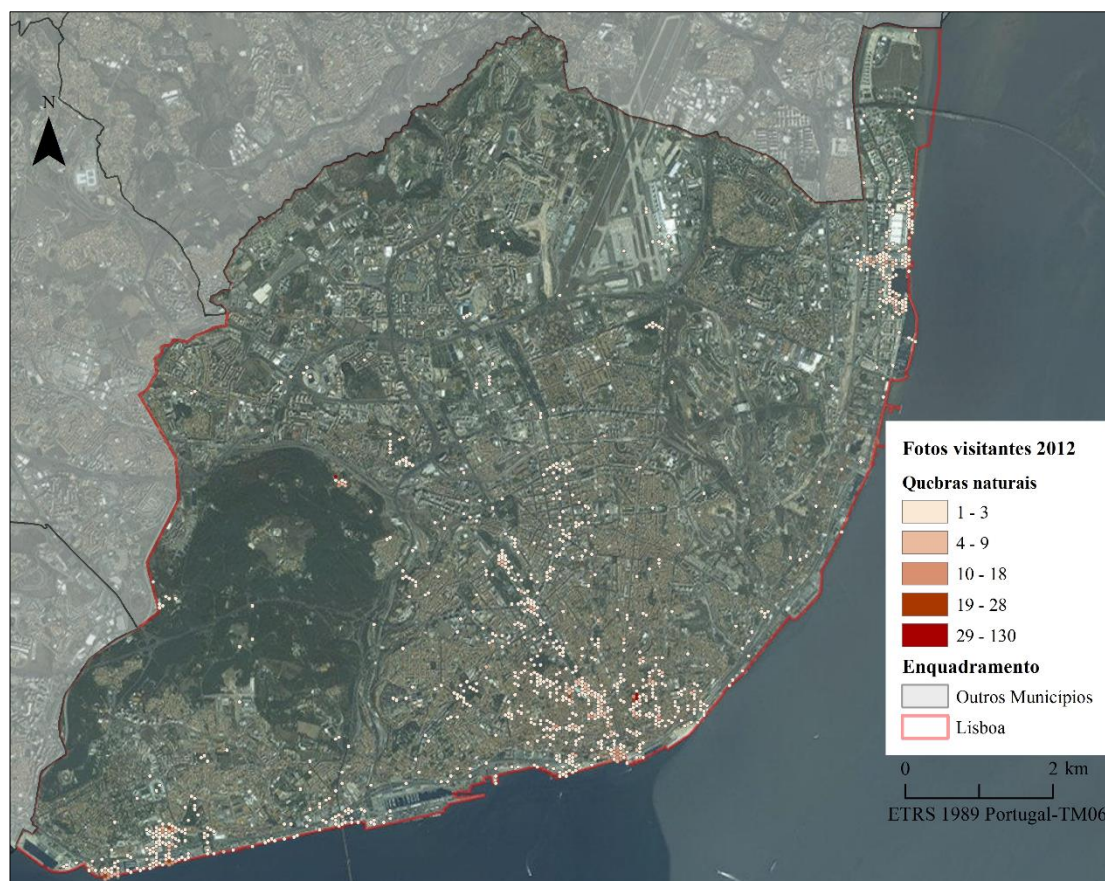 N
Fotos visitantes 2012
Quebras naturais
1 - 3
4 - 9
10 - 18
19 - 28
29 - 130
Enquadramento
Outros Municípios
Lisboa
0 2 km
ETRS 1989 Portugal-TM06